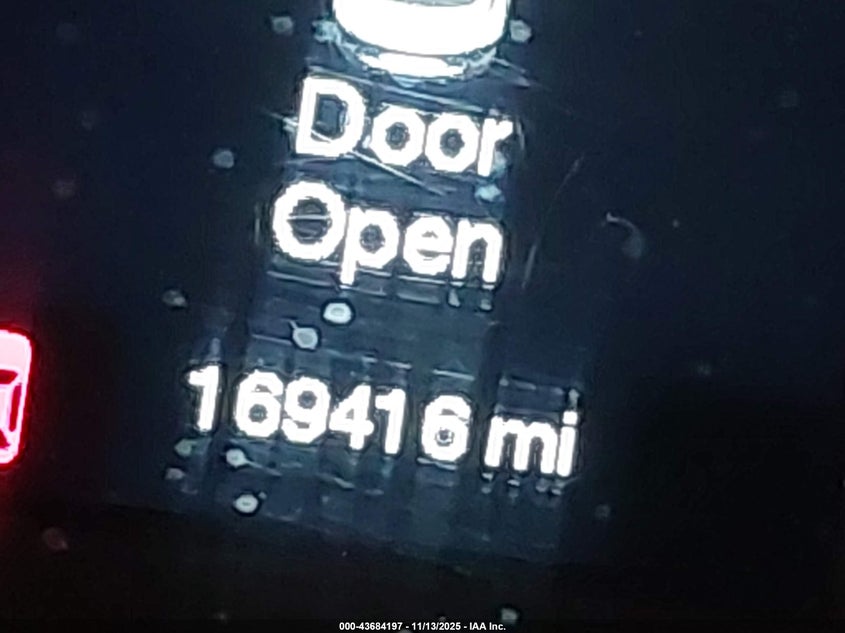 Door
Open
169416 mi
000-43684197 - 11/13/2025 - IAA Inc.